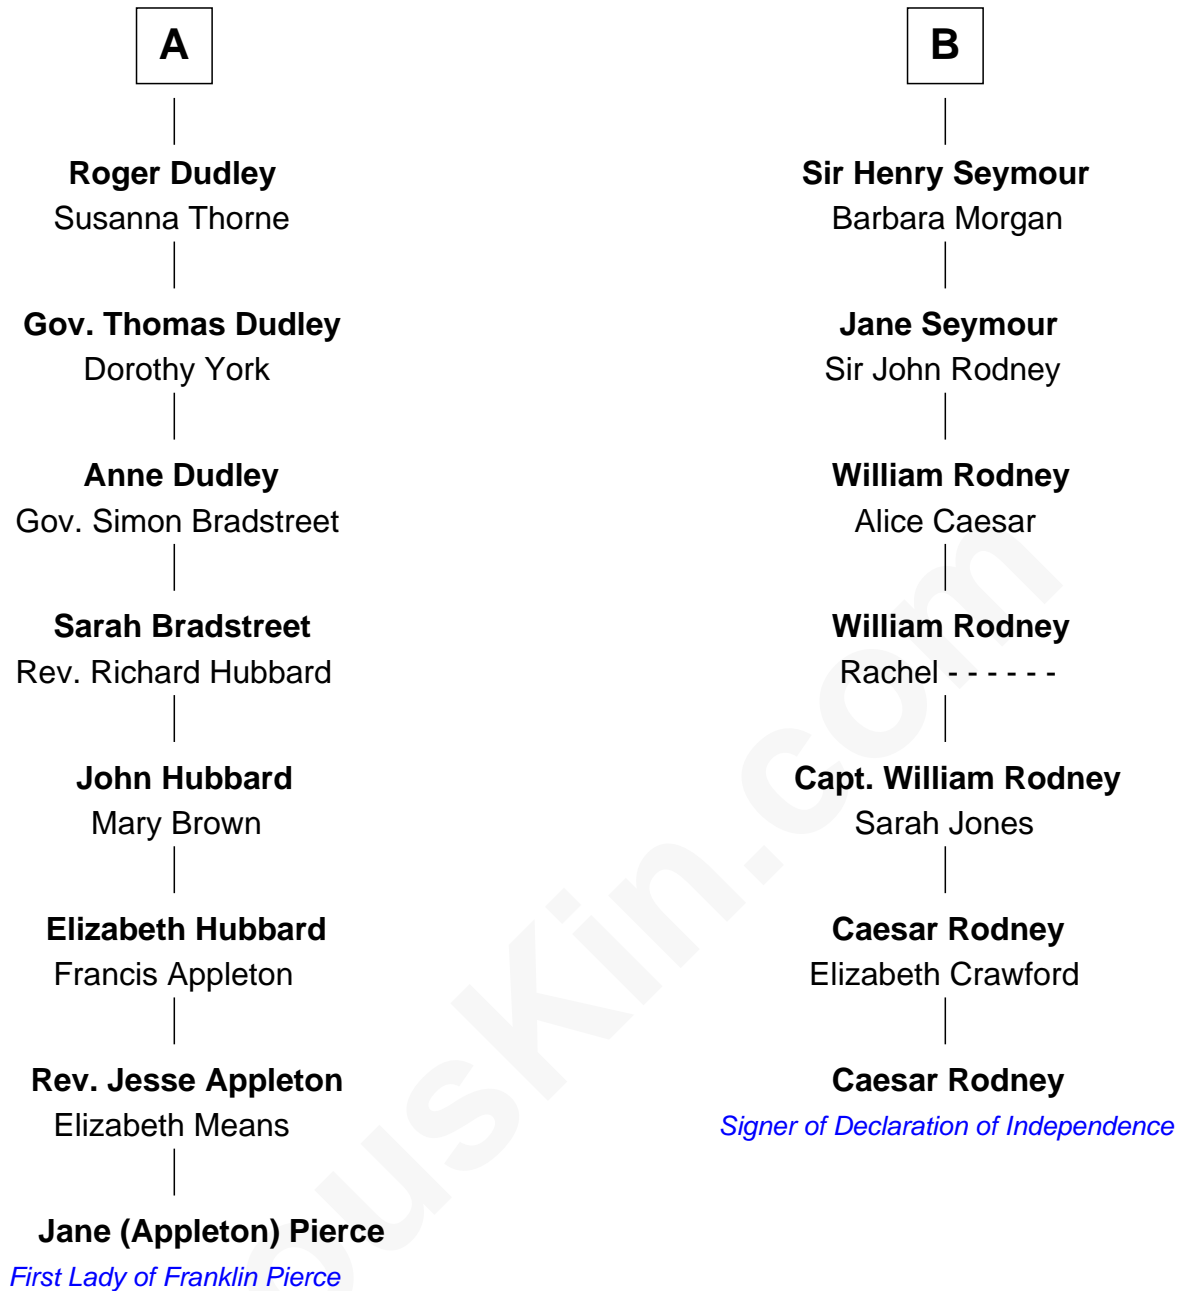 A
Roger Dudley
Susanna Thorne
Gov. Thomas Dudley
Dorothy York
Anne Dudley
Gov. Simon Bradstreet
Sarah Bradstreet
Rev. Richard Hubbard
John Hubbard
Mary Brown
Elizabeth Hubbard
Francis Appleton
Rev. Jesse Appleton
Elizabeth Means
Jane (Appleton) Pierce
First Lady of Franklin Pierce
B
Sir Henry Seymour
Barbara Morgan
Jane Seymour
Sir John Rodney
William Rodney
Alice Caesar
William Rodney
Rachel - - - - - -
Capt. William Rodney
Sarah Jones
Caesar Rodney
Elizabeth Crawford
Caesar Rodney
Signer of Declaration of Independence
ousKin.com